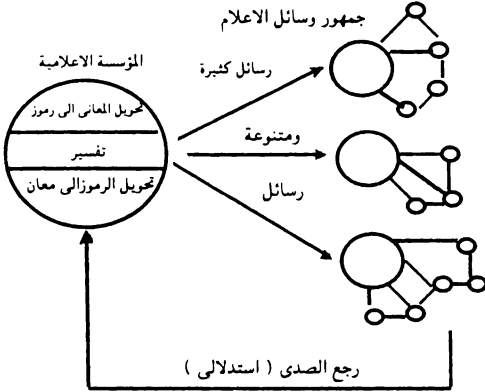 جمهور وسائل الاعلام
المؤسسة الاعلامية
رسائل كثيرة
تحويل المعانى الى رموز
ومتنوعة
تفسير
تحويل الرموزالى معان
رسائل
رجع الصدى ( استدلالى )